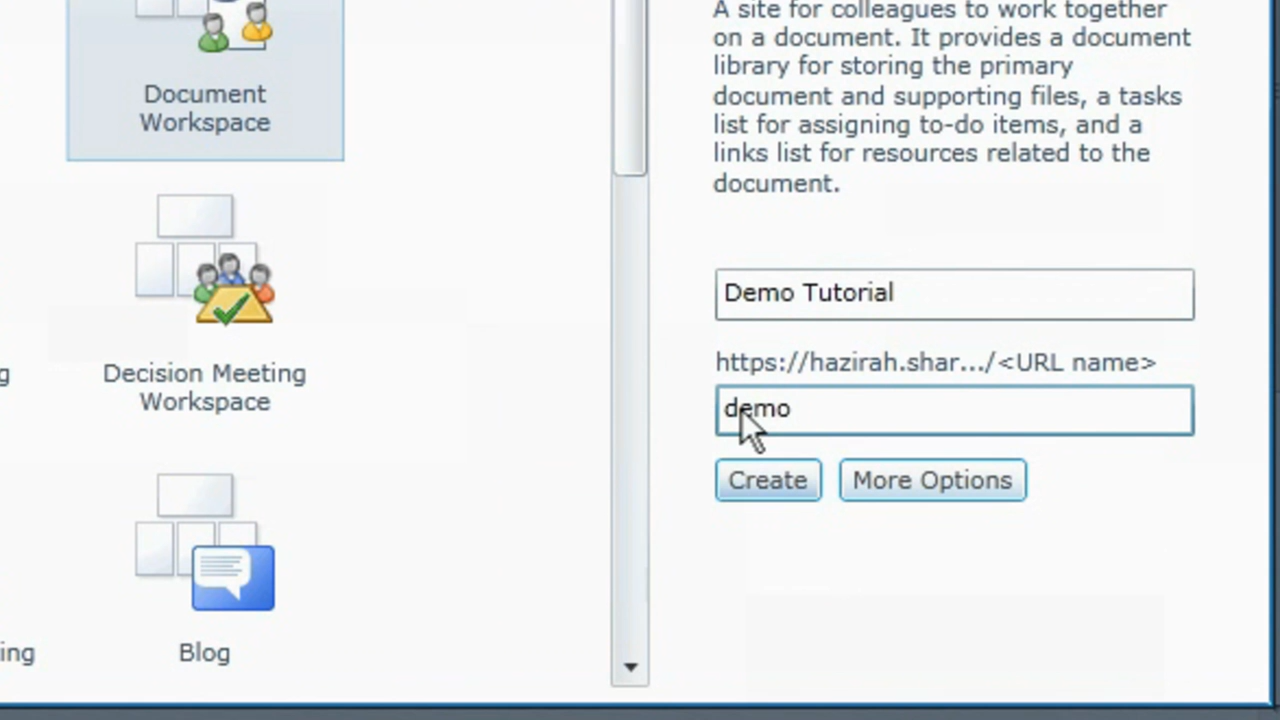 Document
Workspace
g
Decision Meeting
Workspace
ing
Blog
A site for colleagues to work together
on a document. It provides a document
library for storing the primary
document and supporting files, a tasks
list for assigning to-do items, and a
links list for resources related to the
document.
Demo Tutorial
https://hazirah.shar.../<URL name>
demo
Create
More Options